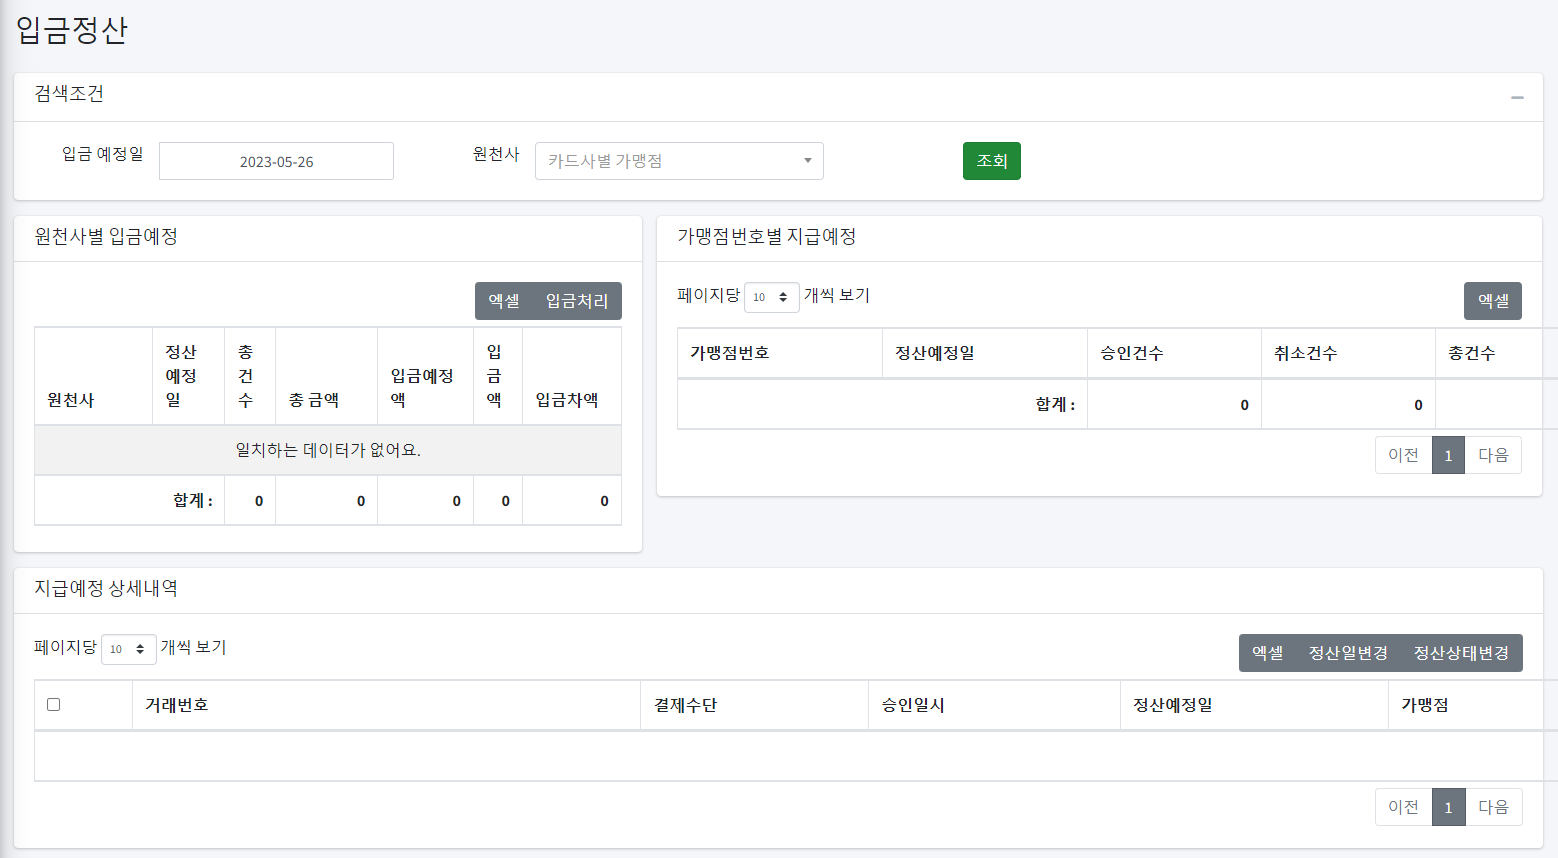 입금정산
검색조건
입금 예정일 2023-05-26 원천사 카드사별 가맹점 조회
원천사별 입금예정
엑셀 입금처리
원천사 정산예정일 총건수 총 금액 입금예정액 입금액 입금차액
일치하는 데이터가 없어요.
합계 : 0 0 0 0 0
가맹점번호별 지급예정
페이지당 10 개씩 보기 엑셀
가맹점번호 정산예정일 승인건수 취소건수 총건수
합계 : 0 0
이전 1 다음
지급예정 상세내역
페이지당 10 개씩 보기 엑셀 정산일변경 정산상태변경
거래번호 결제수단 승인일시 정산예정일 가맹점
이전 1 다음